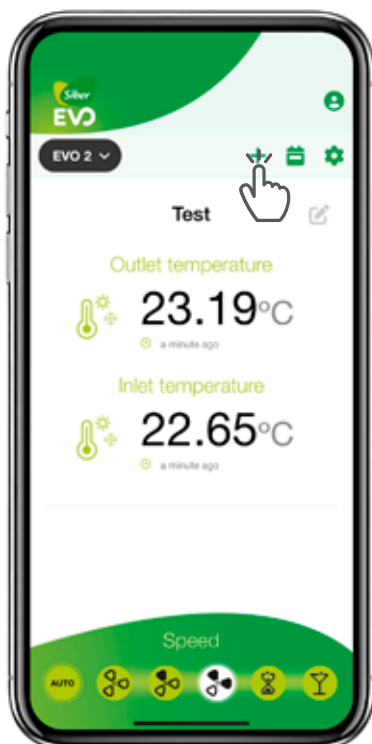 Siber
EVO
EVO 2
Test
Outlet temperature
23.19°C
a minute ago
Inlet temperature
22.65°C
a minute ago
Speed
AUTO